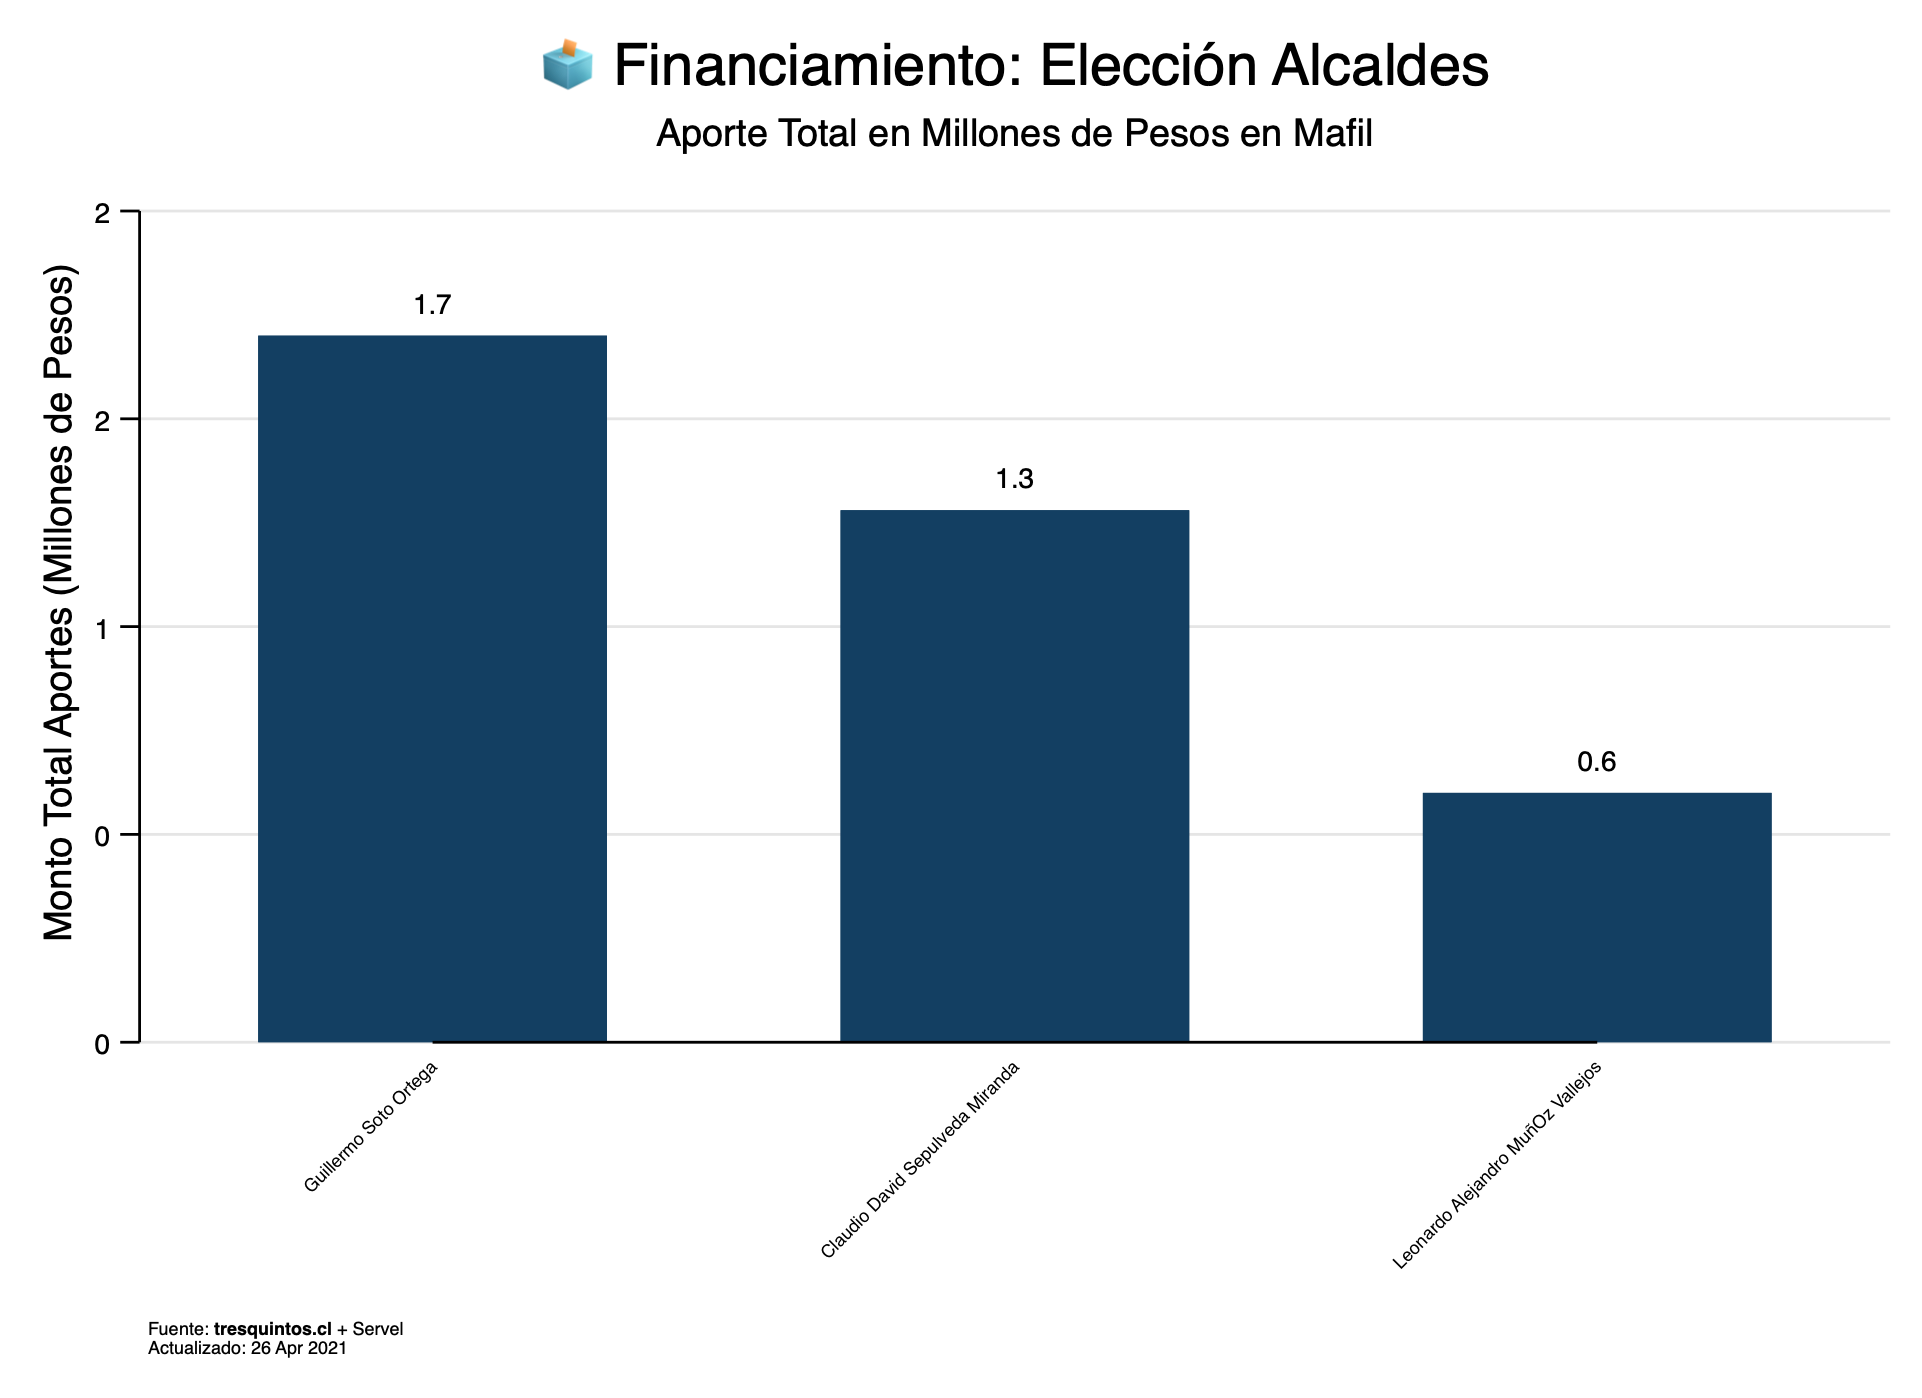 Financiamiento: Elección Alcaldes
Aporte Total en Millones de Pesos en Mafil
Monto Total Aportes (Millones de Pesos)
2
2
1
0
0
1.7
1.3
0.6
Guillermo Soto Ortega
Claudio David Sepulveda Miranda
Leonardo Alejandro MuñOz Vallejos
Fuente: tresquintos.cl + Servel
Actualizado: 26 Apr 2021